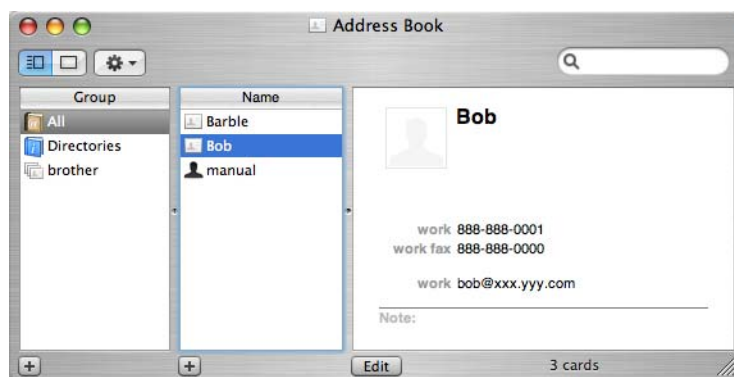 Address Book
Group
All
Directories
brother
Name
Barble
Bob
manual
Bob
work 888-888-0001
work fax 888-888-0000
work bob@xxx.yyy.com
Note:
Edit
3 cards